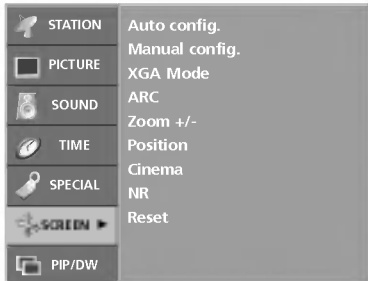 STATION
PICTURE
SOUND
TIME
SPECIAL
SCREEN
PIP/DW
Auto config.
Manual config.
XGA Mode
ARC
Zoom +/-
Position
Cinema
NR
Reset